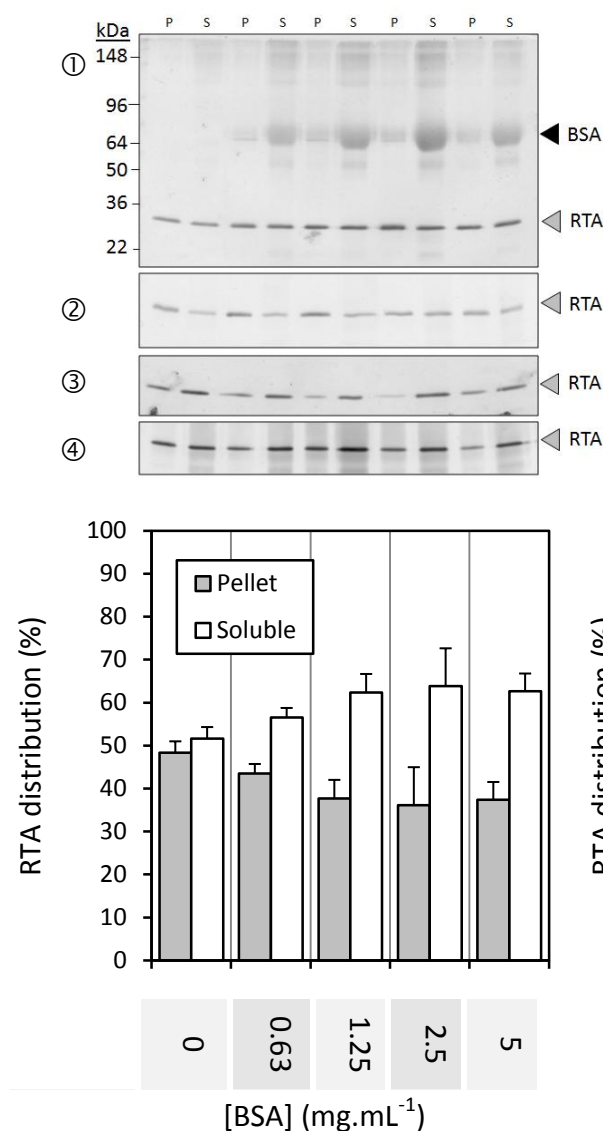 P S P S P S P S P S
kDa
①
148
96
64
50
36
22
BSA
RTA
② RTA
③ RTA
④ RTA
100
90
80
70
60
50
40
30
20
10
0
Pellet
Soluble
RTA distribution (%)
RTA distribution (%)
0 0.63 1.25 2.5 5
[BSA] (mg.mL⁻¹)